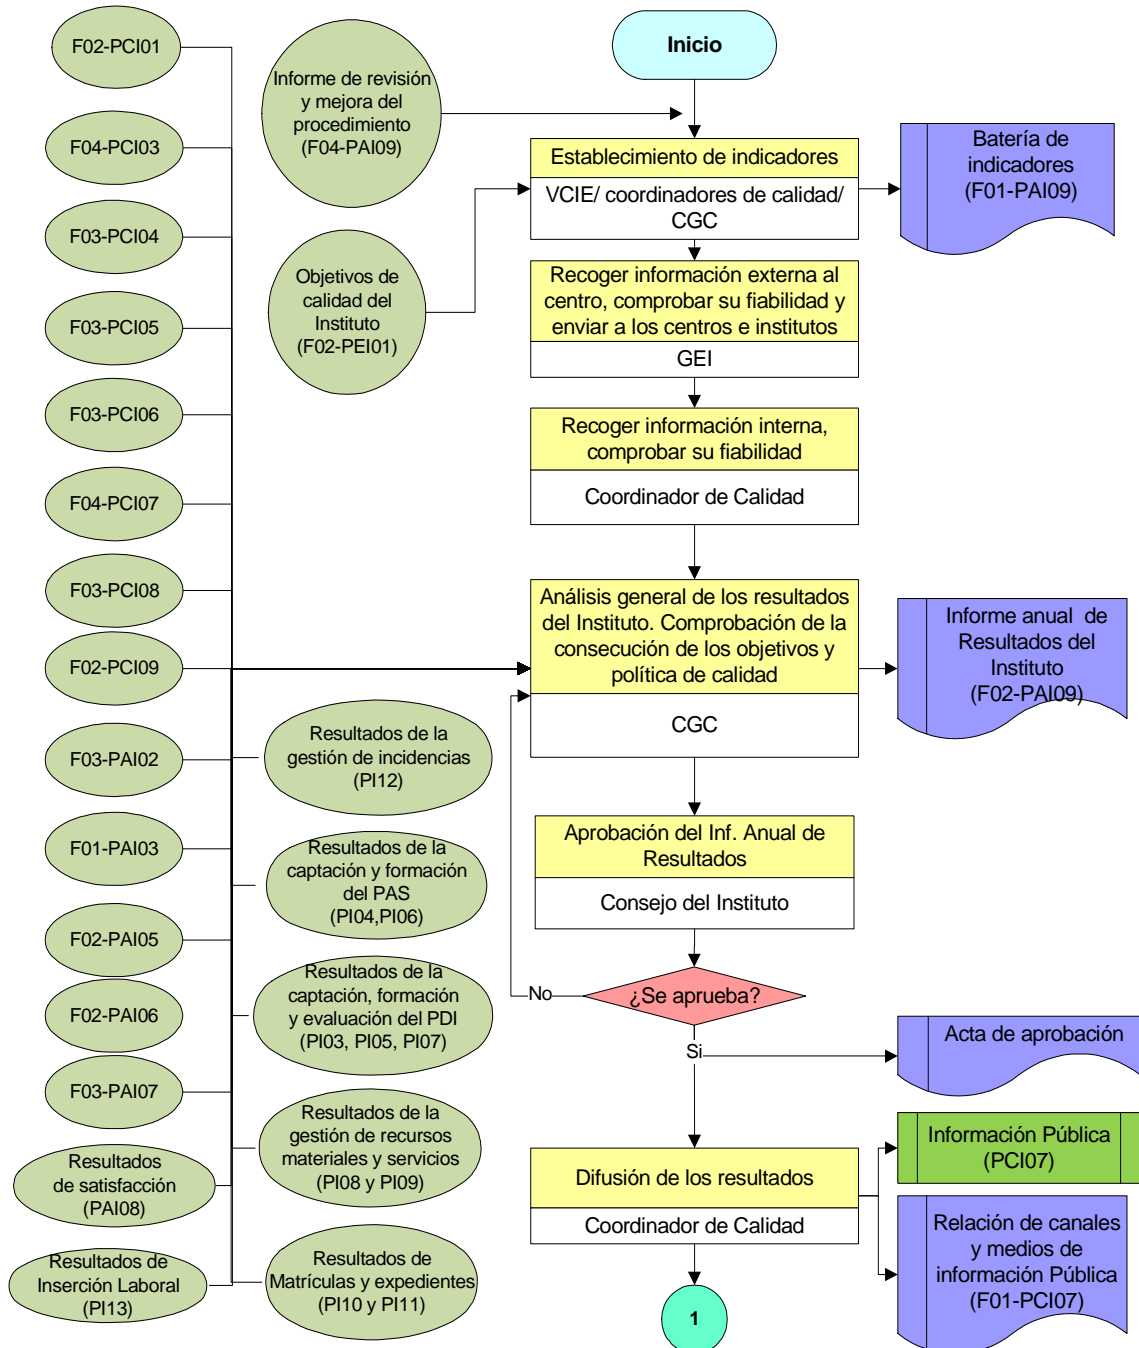 F02-PCI01
F04-PCI03
F03-PCI04
F03-PCI05
F03-PCI06
F04-PCI07
F03-PCI08
F02-PCI09
F03-PAI02
F01-PAI03
F02-PAI05
F02-PAI06
F03-PAI07
Resultados
de satisfacción
(PAI08)
Resultados de
Inserción Laboral
(PI13)
Informe de revisión
y mejora del
procedimiento
(F04-PAI09)
Objetivos de
calidad del
Instituto
(F02-PEI01)
Resultados de la
gestión de incidencias
(PI12)
Resultados de la
captación y formación
del PAS
(PI04,PI06)
Resultados de la
captación, formación
y evaluación del PDI
(PI03, PI05, PI07)
Resultados de la
gestión de recursos
materiales y servicios
(PI08 y PI09)
Resultados de
Matrículas y expedientes
(PI10 y PI11)
Inicio
Establecimiento de indicadores
VCIE/ coordinadores de calidad/
CGC
Recoger información externa al
centro, comprobar su fiabilidad y
enviar a los centros e institutos
GEI
Recoger información interna,
comprobar su fiabilidad
Coordinador de Calidad
Análisis general de los resultados
del Instituto. Comprobación de la
consecución de los objetivos y
política de calidad
CGC
Aprobación del Inf. Anual de
Resultados
Consejo del Instituto
¿Se aprueba?
No
Si
Difusión de los resultados
Coordinador de Calidad
1
Batería de
indicadores
(F01-PAI09)
Informe anual de
Resultados del
Instituto
(F02-PAI09)
Acta de aprobación
Información Pública
(PCI07)
Relación de canales
y medios de
información Pública
(F01-PCI07)